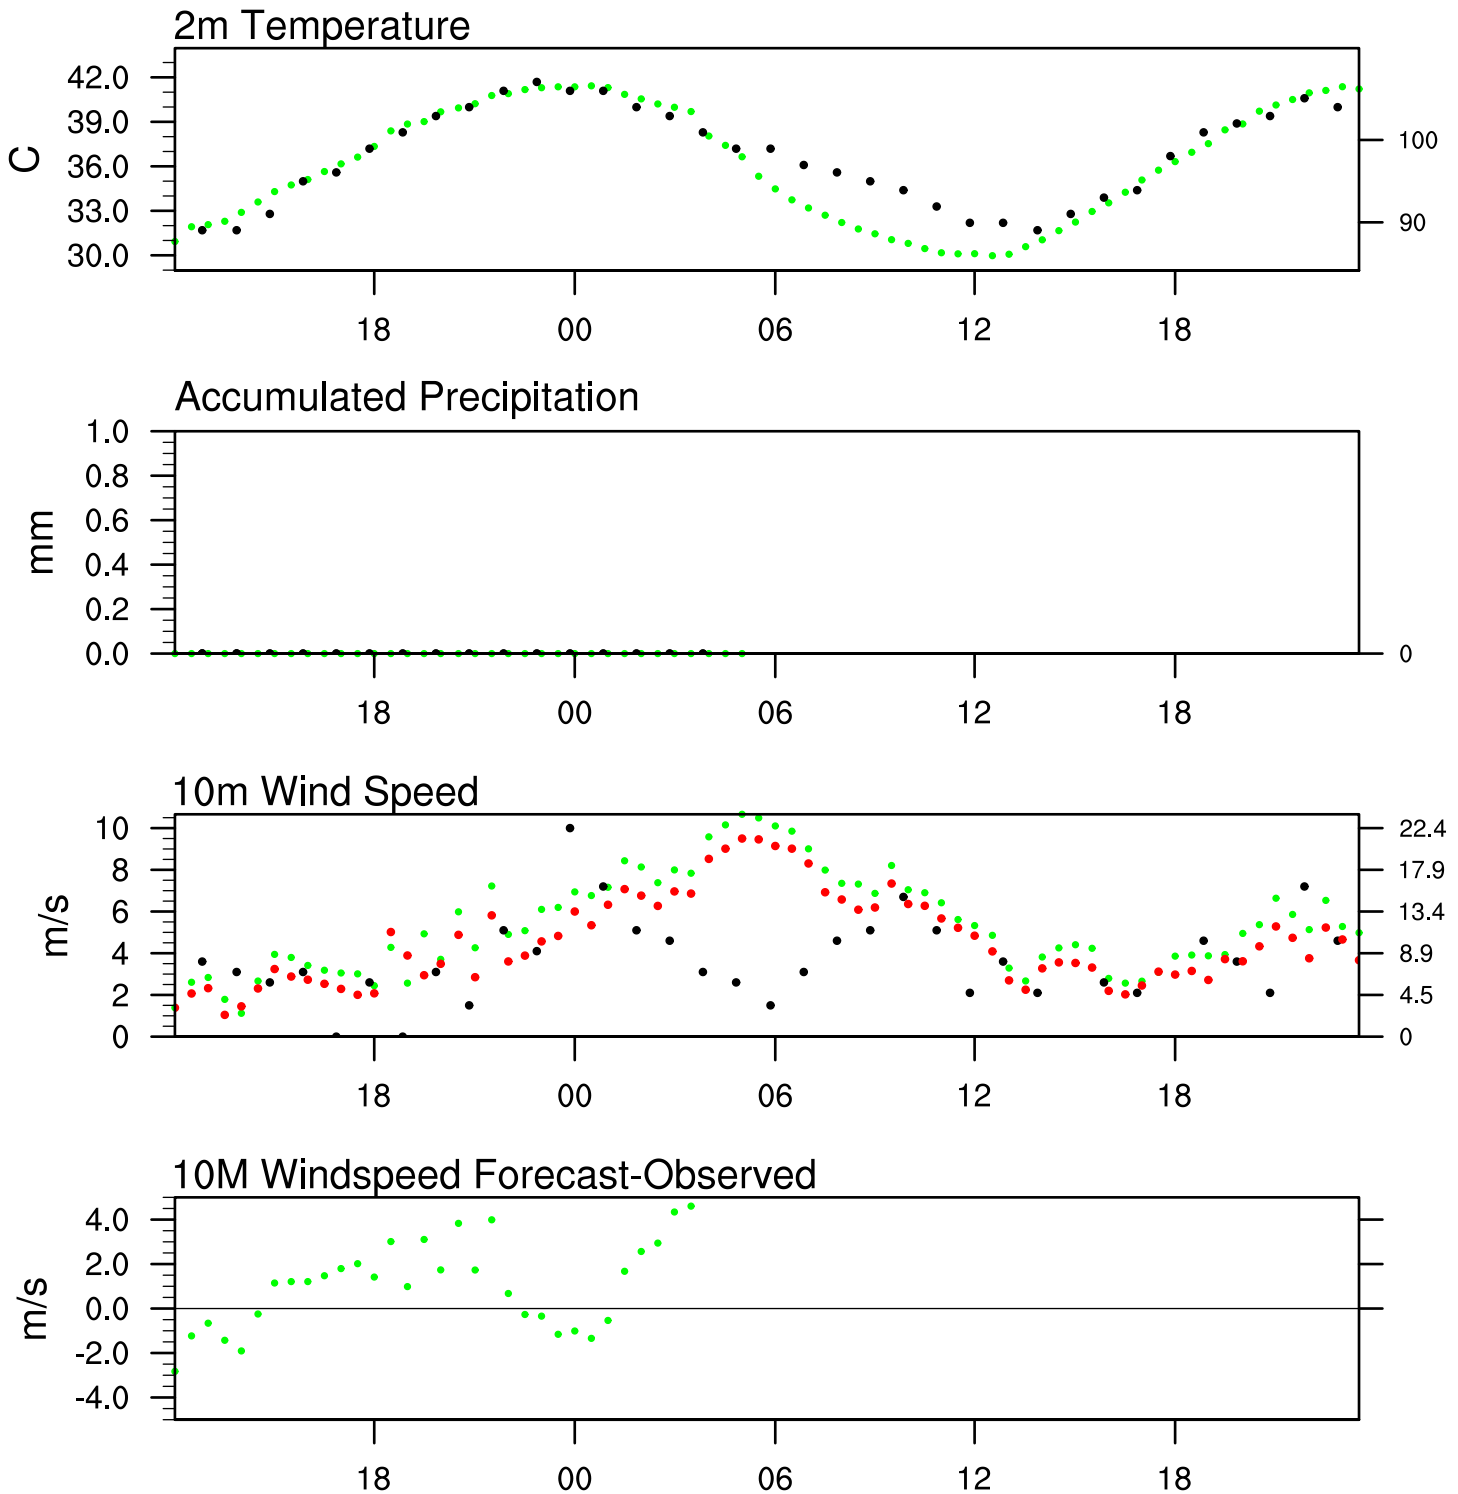 2m Temperature
42.0
39.0
36.0
33.0
30.0
C
100
90
18 00 06 12 18
Accumulated Precipitation
1.0
0.8
0.6
0.4
0.2
0.0
mm
0
18 00 06 12 18
10m Wind Speed
10
8
6
4
2
0
m/s
22.4
17.9
13.4
8.9
4.5
0
18 00 06 12 18
10M Windspeed Forecast-Observed
4.0
2.0
0.0
-2.0
-4.0
m/s
18 00 06 12 18